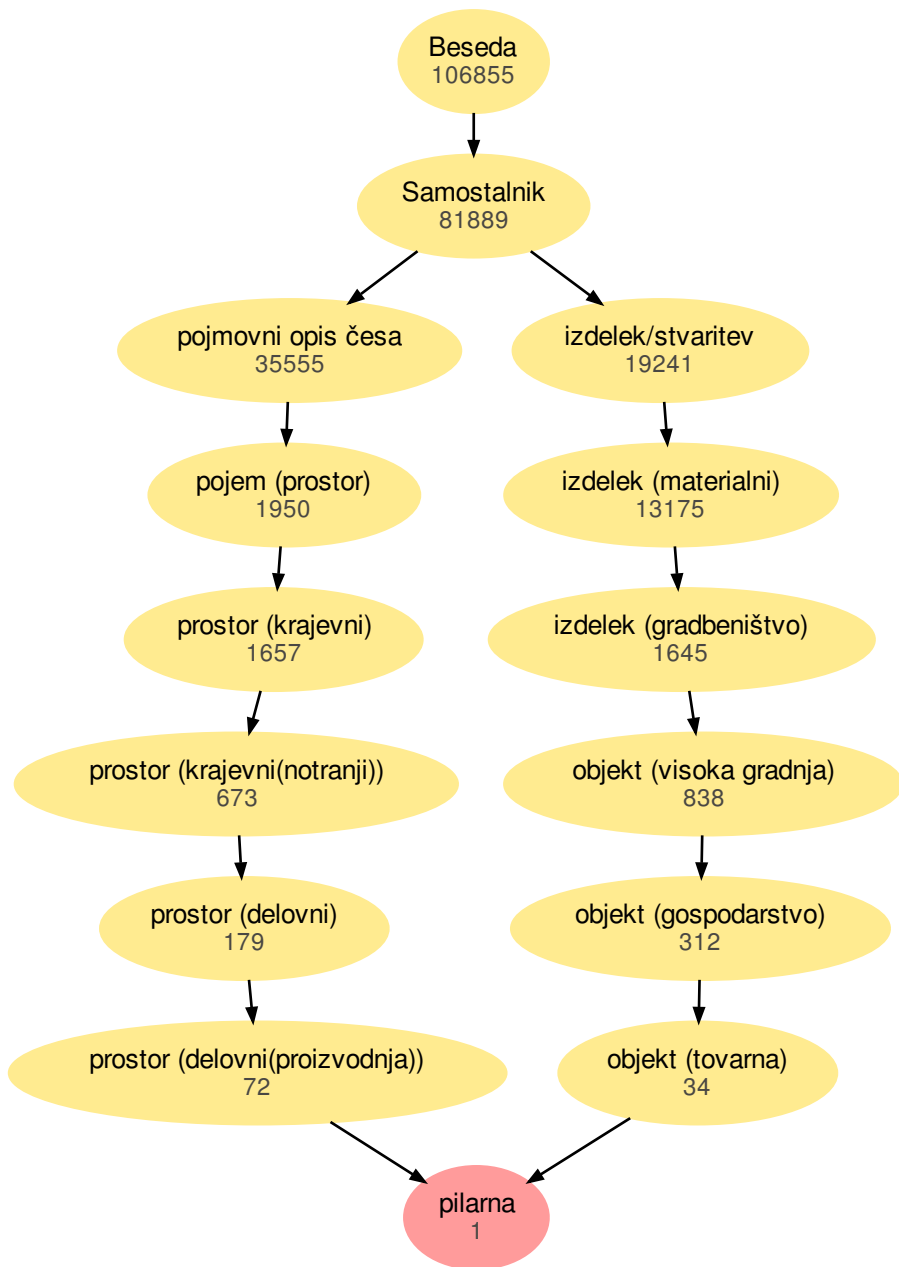 Beseda
106855
Samostalnik
81889
pojmovni opis česa
35555
izdelek/stvaritev
19241
pojem (prostor)
1950
izdelek (materialni)
13175
prostor (krajevni)
1657
izdelek (gradbeništvo)
1645
prostor (krajevni(notranji))
673
objekt (visoka gradnja)
838
prostor (delovni)
179
objekt (gospodarstvo)
312
prostor (delovni(proizvodnja))
72
objekt (tovarna)
34
pilarna
1